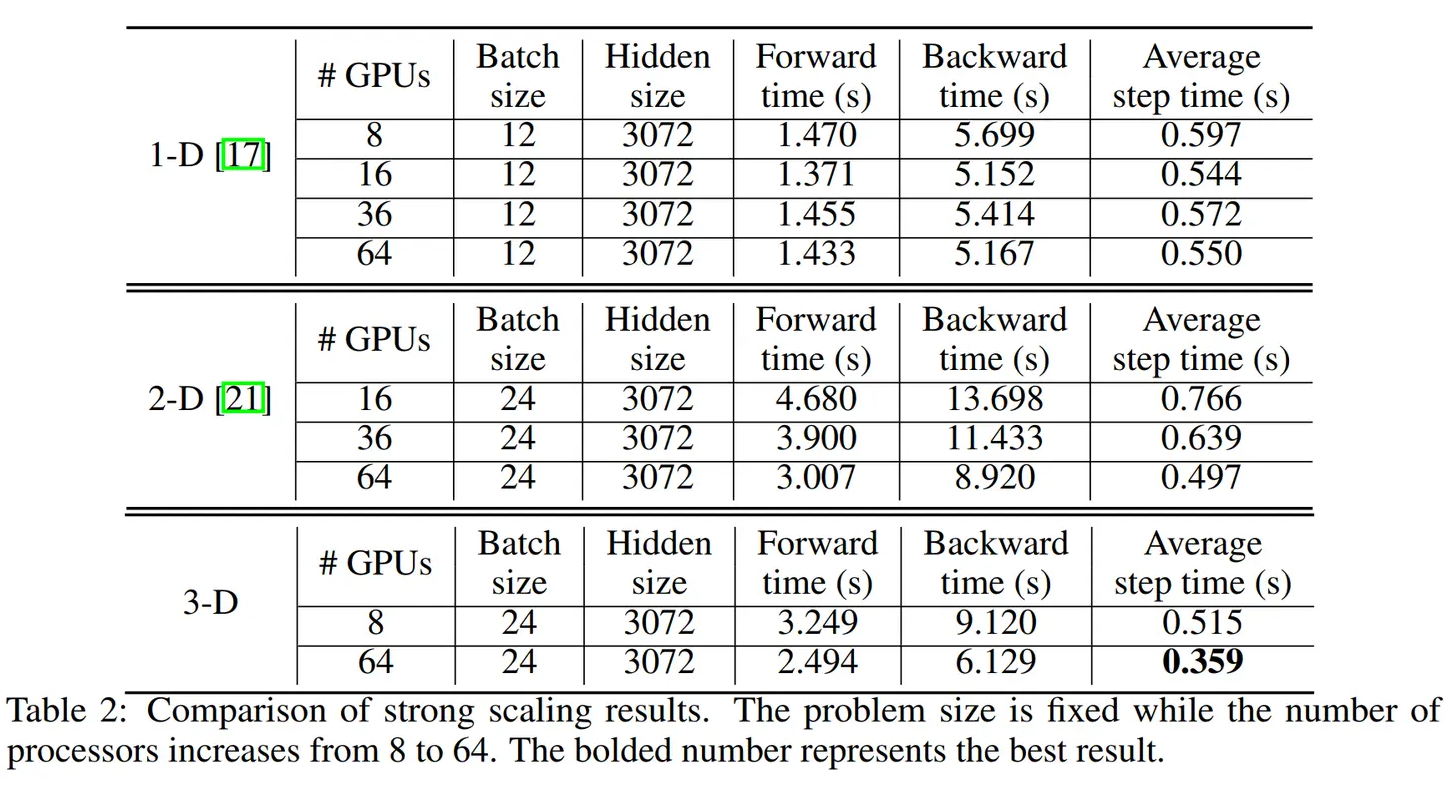 # GPUs Batch size Hidden size Forward time (s) Backward time (s) Average step time (s)
1-D [17]
8 12 3072 1.470 5.699 0.597
16 12 3072 1.371 5.152 0.544
36 12 3072 1.455 5.414 0.572
64 12 3072 1.433 5.167 0.550
# GPUs Batch size Hidden size Forward time (s) Backward time (s) Average step time (s)
2-D [21]
16 24 3072 4.680 13.698 0.766
36 24 3072 3.900 11.433 0.639
64 24 3072 3.007 8.920 0.497
# GPUs Batch size Hidden size Forward time (s) Backward time (s) Average step time (s)
3-D
8 24 3072 3.249 9.120 0.515
64 24 3072 2.494 6.129 0.359
Table 2: Comparison of strong scaling results. The problem size is fixed while the number of
processors increases from 8 to 64. The bolded number represents the best result.